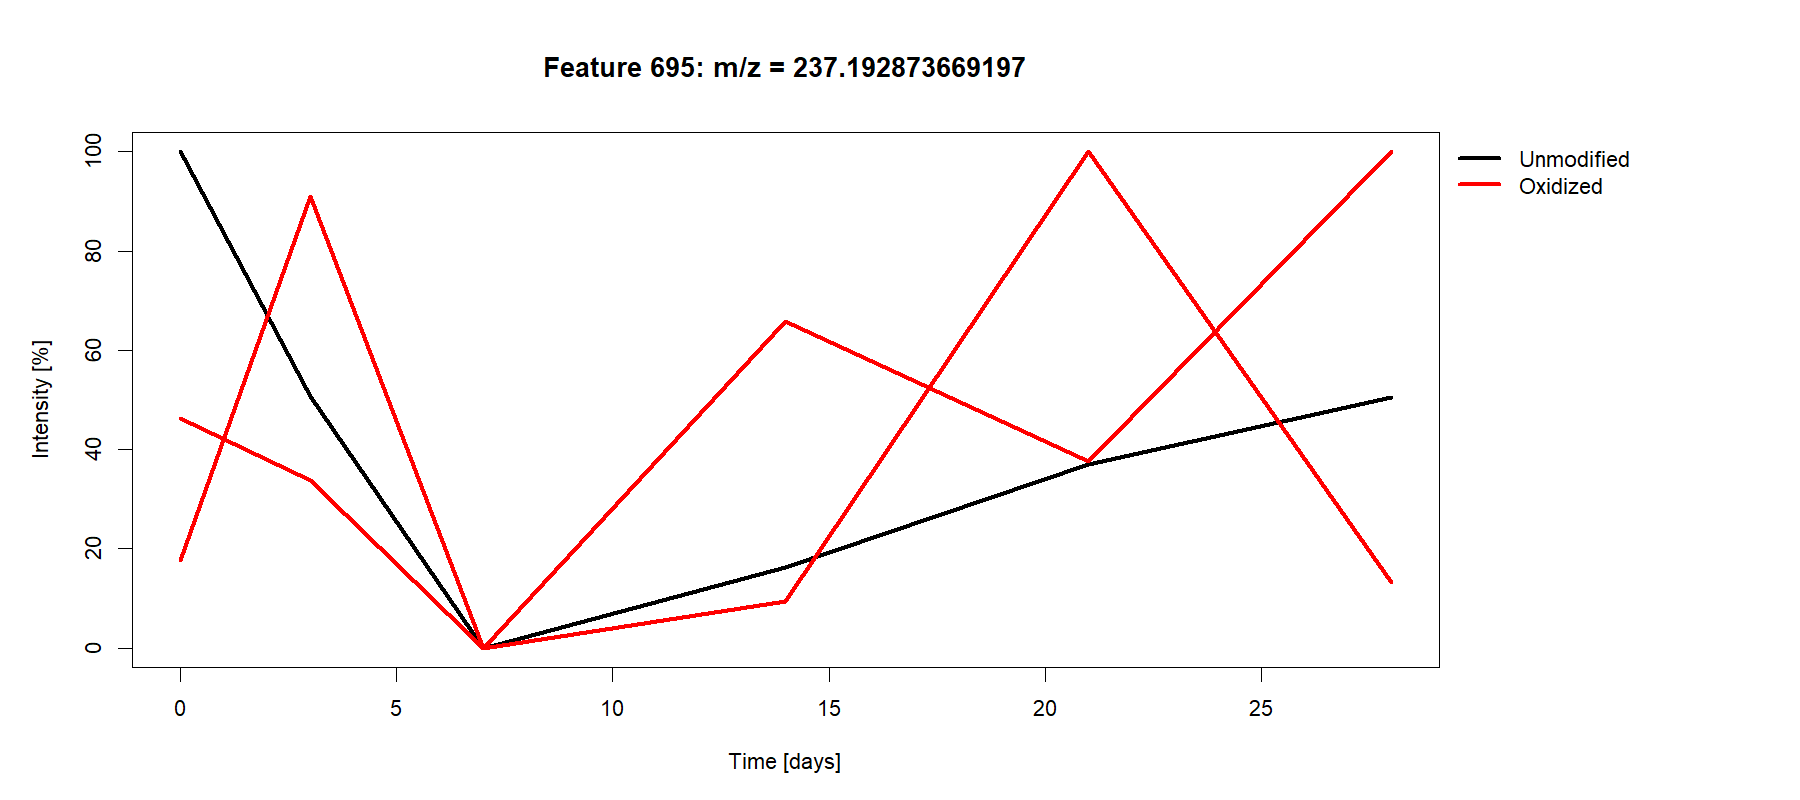 Feature 695: m/z = 237.192873669197
Unmodified
Oxidized
Intensity [%]
100
80
60
40
20
0
0 5 10 15 20 25
Time [days]